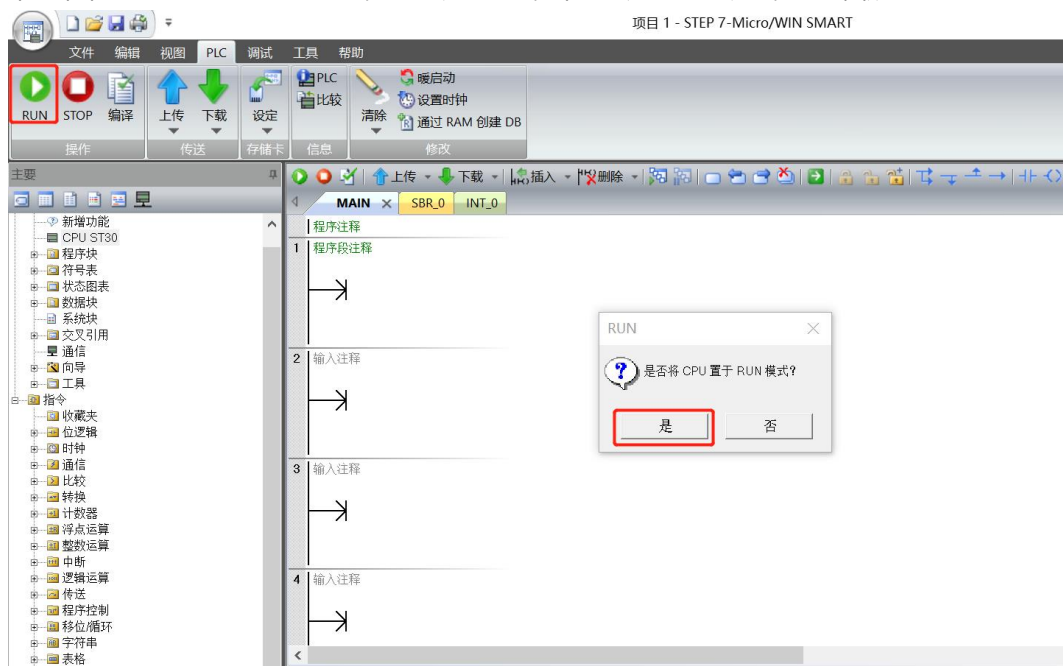 项目 1 - STEP 7-Micro/WIN SMART
文件 编辑 视图 PLC 调试 工具 帮助
RUN STOP 编译 上传 下载 设定 PLC 比较 清除 暖启动
设置时钟
通过 RAM 创建 DB
操作 传送 存储卡 信息 修改
主要
上传 下载 插入 删除
MAIN SBR_0 INT_0
新增功能
CPU ST30
程序块
符号表
状态图表
数据块
系统块
交叉引用
通信
向导
工具
指令
收藏夹
位逻辑
时钟
通信
比较
转换
计数器
浮点运算
整数运算
中断
逻辑运算
传送
程序控制
移位/循环
字符串
表格
程序注释
1 程序段注释
2 输入注释
3 输入注释
4 输入注释
RUN
是否将 CPU 置于 RUN 模式?
是 否